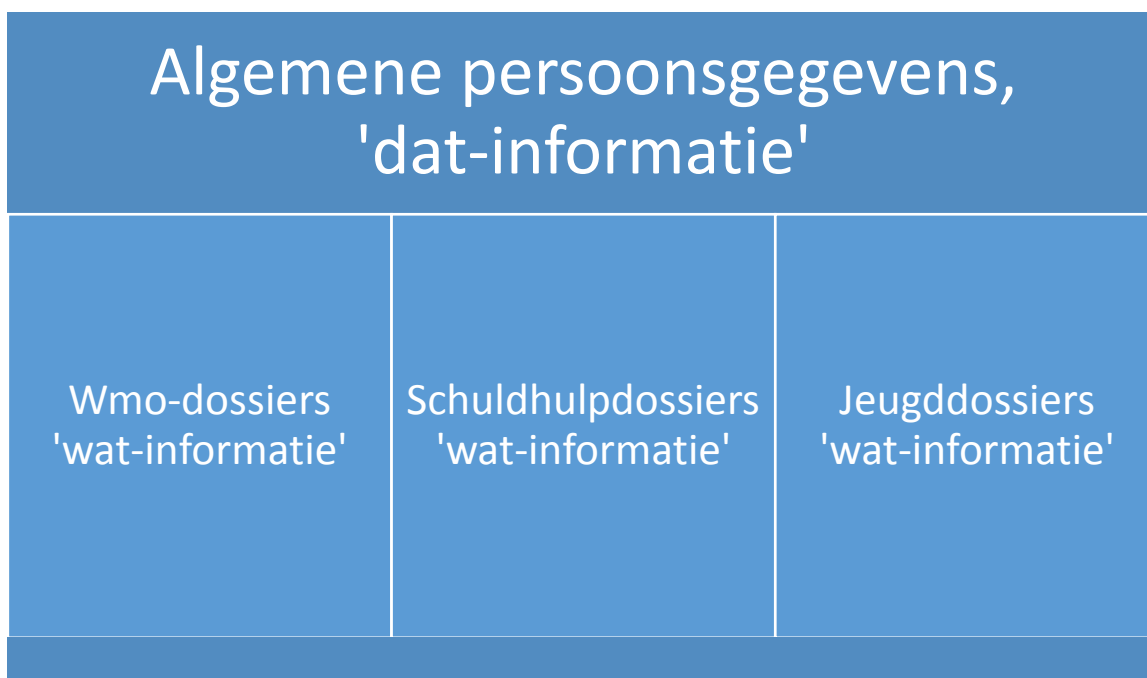 Algemene persoonsgegevens,
'dat-informatie'
Wmo-dossiers
'wat-informatie'
Schuldhulpdossiers
'wat-informatie'
Jeugddossiers
'wat-informatie'